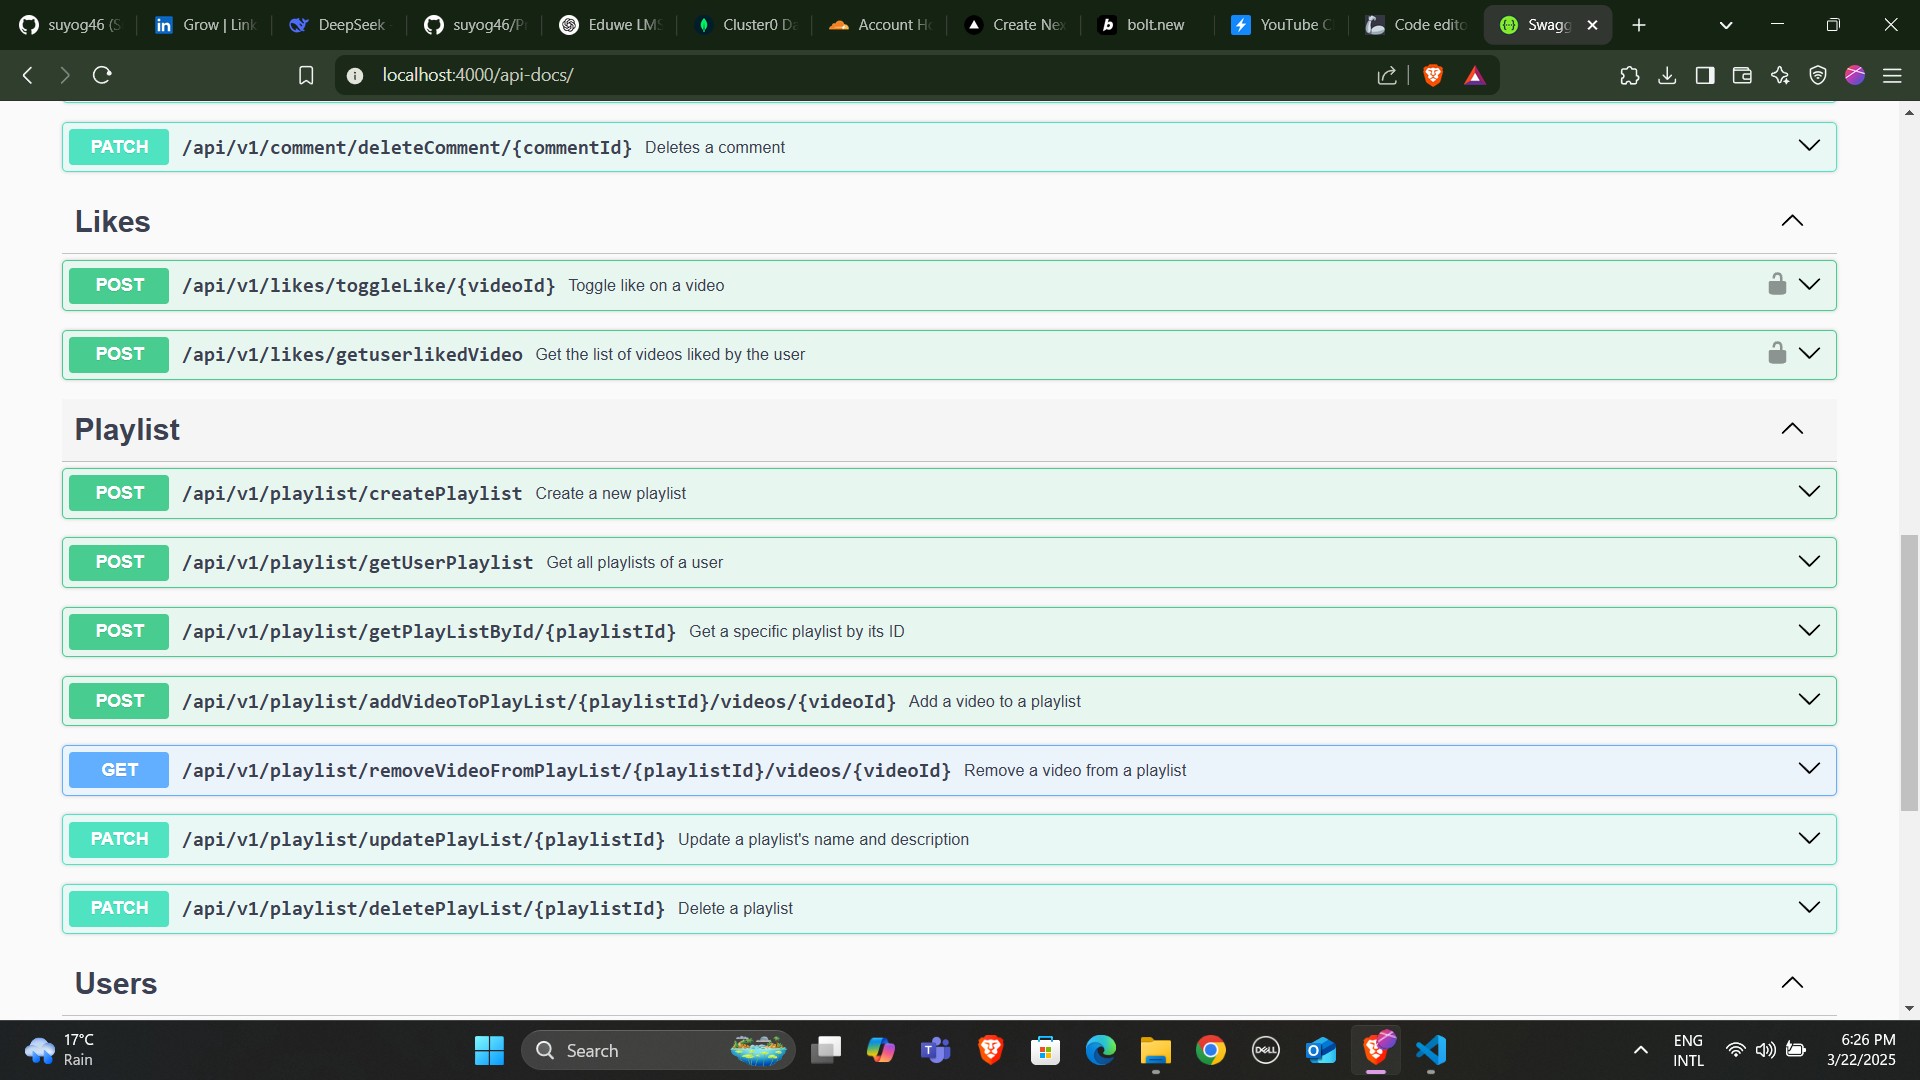 suyog46 (S
Grow | Link
DeepSeek
suyog46/Pr
Eduwe LMS
Cluster0 Da
Account Ho
Create Nex
bolt.new
YouTube C
Code edito
Swagg
localhost:4000/api-docs/
PATCH /api/v1/comment/deleteComment/{commentId} Deletes a comment
Likes
POST /api/v1/likes/toggleLike/{videoId} Toggle like on a video
POST /api/v1/likes/getuserlikedVideo Get the list of videos liked by the user
Playlist
POST /api/v1/playlist/createPlaylist Create a new playlist
POST /api/v1/playlist/getUserPlaylist Get all playlists of a user
POST /api/v1/playlist/getPlayListById/{playlistId} Get a specific playlist by its ID
POST /api/v1/playlist/addVideoToPlayList/{playlistId}/videos/{videoId} Add a video to a playlist
GET /api/v1/playlist/removeVideoFromPlayList/{playlistId}/videos/{videoId} Remove a video from a playlist
PATCH /api/v1/playlist/updatePlayList/{playlistId} Update a playlist's name and description
PATCH /api/v1/playlist/deletePlayList/{playlistId} Delete a playlist
Users
17°C
Rain
Search
DELL
ENG
INTL
6:26 PM
3/22/2025